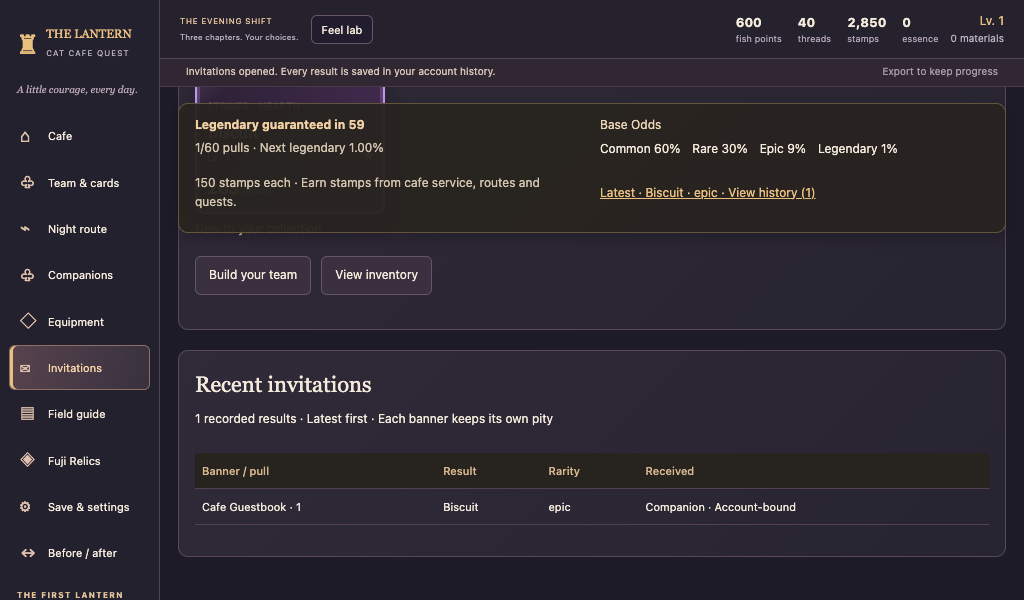 THE LANTERN
CAT CAFE QUEST
A little courage, every day.
Cafe
Team & cards
Night route
Companions
Equipment
Invitations
Field guide
Fuji Relics
Save & settings
Before / after
THE FIRST LANTERN
THE EVENING SHIFT
Three chapters. Your choices.
Feel lab
600 fish points
40 threads
2,850 stamps
0 essence
Lv. 1
0 materials
Invitations opened. Every result is saved in your account history.
Export to keep progress
Legendary guaranteed in 59
1/60 pulls · Next legendary 1.00%
150 stamps each · Earn stamps from cafe service, routes and
quests.
Base Odds
Common 60% Rare 30% Epic 9% Legendary 1%
Latest · Biscuit · epic · View history (1)
Build your team
View inventory
Recent invitations
1 recorded results · Latest first · Each banner keeps its own pity
Banner / pull Result Rarity Received
Cafe Guestbook · 1 Biscuit epic Companion · Account-bound